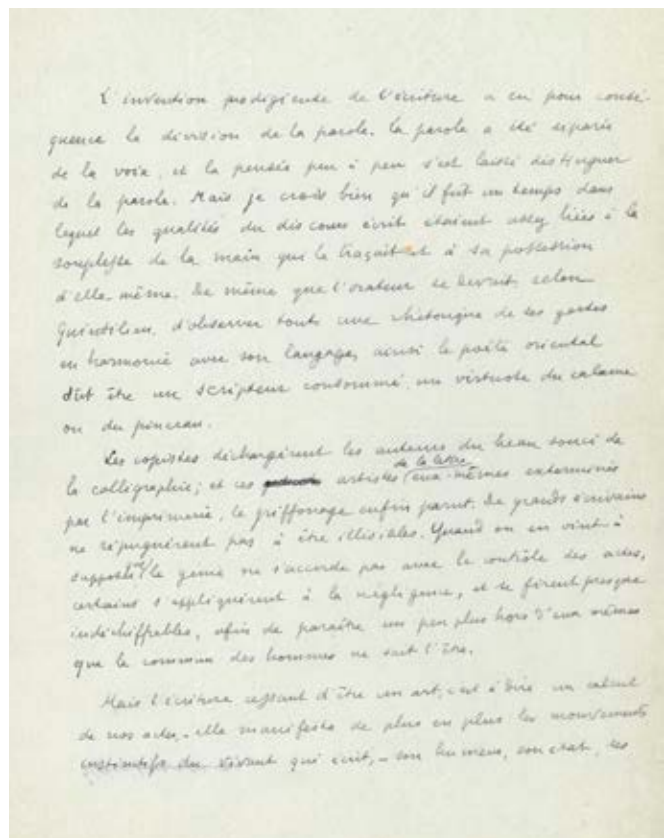 L'invention prodigieuse de l'écriture a eu pour consé-
quence la division de la parole. La parole a été séparée
de la voix, et la pensée peu à peu s'est laissé distinguer
de la parole. Mais je crois bien qu'il fut un temps dans
lequel les qualités du discours écrit étaient assez liées à la
souplesse de la main qui le traçait et à sa possession
d'elle-même. De même que l'orateur se devait, selon
Quintilien, d'observer toute une rhétorique de ses gestes
en harmonie avec son langage, ainsi le poète oriental
dût être un scripteur consommé, un virtuose du calame
ou du pinceau.
Les copistes déchargèrent les auteurs du beau souci de
la calligraphie; et ces artistes de la lettre eux-mêmes exterminés
par l'imprimerie, le griffonage enfin parut. De grands écrivains
ne répugnèrent pas à être illisibles. Quand on en vint à
supposer que le génie ne s'accorde pas avec le contrôle des actes,
certains s'appliquèrent à la négligence, et se firent presque
indéchiffrables, afin de paraître un peu plus hors d'eux-mêmes
que le commun des hommes ne sait l'être.
Mais l'écriture cessant d'être un art, c'est à dire un calcul
de nos actes, - elle manifeste de plus en plus les mouvements
instinctifs du vivant qui écrit, - son humeur, son état, ses